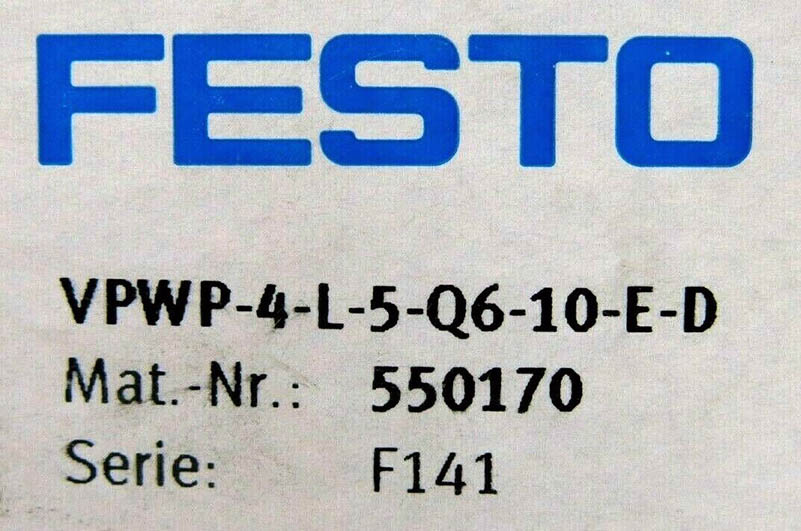 FESTO
VPWP-4-L-5-Q6-10-E-D
Mat.-Nr.: 550170
Serie: F141